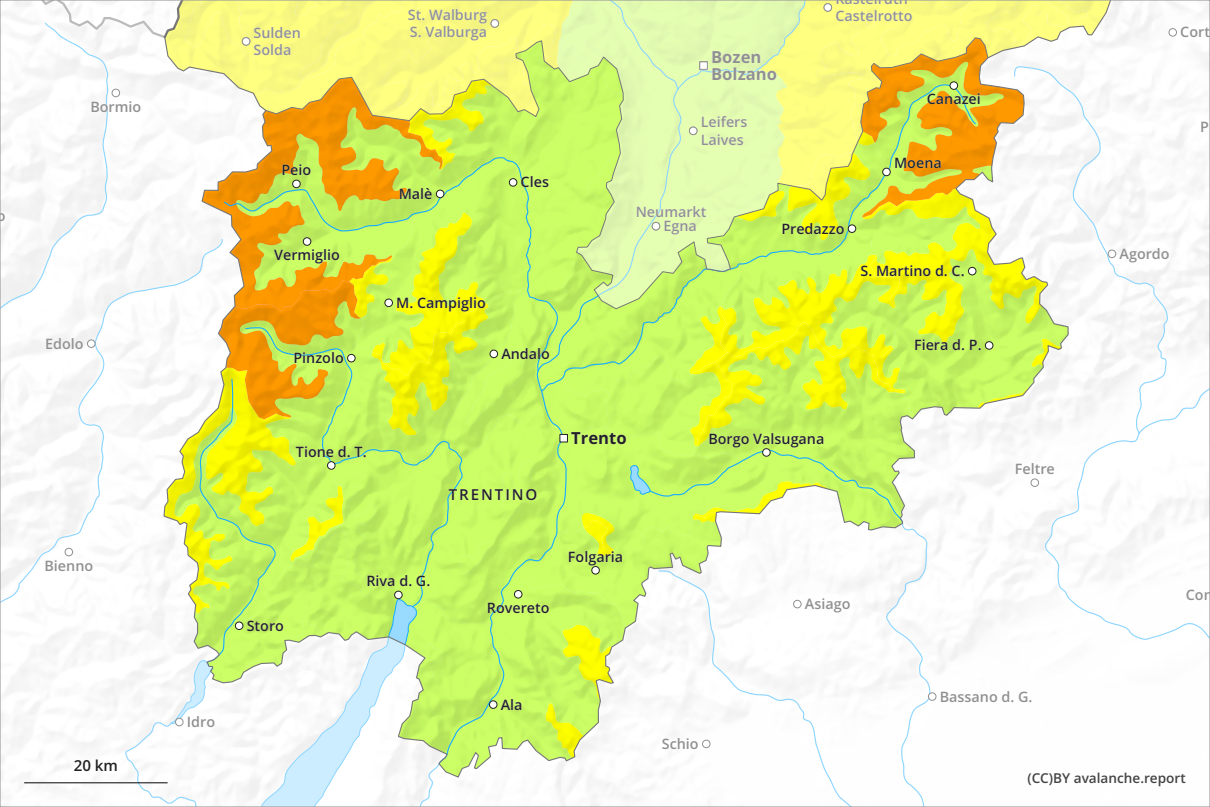 Kastelruth
Castelrotto
St. Walburg
S. Valburga
Sulden
Solda
Cort
Bozen
Bolzano
Bormio
Canazei
Leifers
Laives
P
Moena
Peio
Malè
Cles
Neumarkt
Egna
Predazzo
Vermiglio
Agordo
S. Martino d. C.
M. Campiglio
Edolo
Pinzolo
Andalo
Fiera d. P.
Trento
Borgo Valsugana
Tione d. T.
Feltre
TRENTINO
Bienno
Folgaria
Riva d. G.
Rovereto
Asiago
Cor
Storo
Bassano d. G.
Ala
Idro
Schio
20 km
(CC)BY avalanche.report